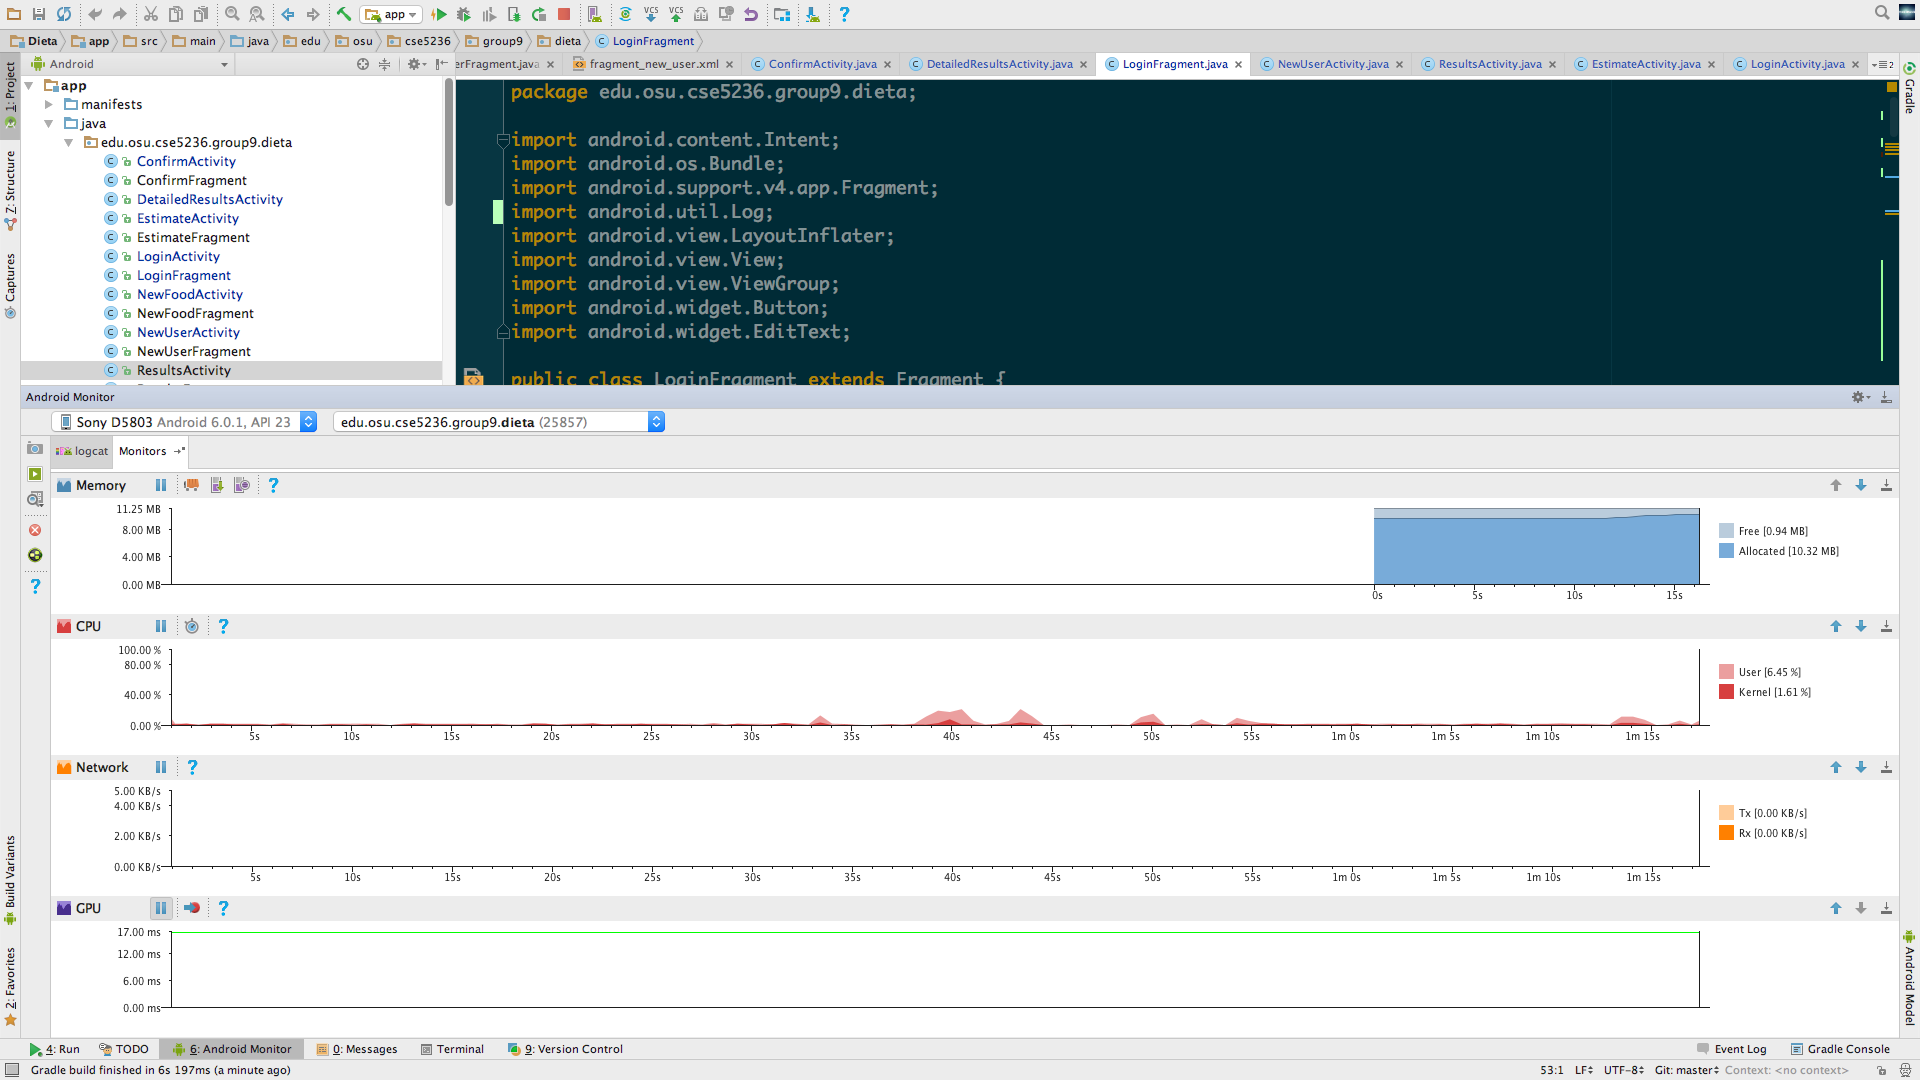 app
Dieta app src main java edu osu cse5236 group9 dieta LoginFragment
Android
erFragment.java fragment_new_user.xml ConfirmActivity.java DetailedResultsActivity.java LoginFragment.java NewUserActivity.java ResultsActivity.java EstimateActivity.java LoginActivity.java 2
1: Project
Z: Structure
Captures
Build Variants
2: Favorites
Gradle
Android Model
app
manifests
java
edu.osu.cse5236.group9.dieta
ConfirmActivity
ConfirmFragment
DetailedResultsActivity
EstimateActivity
EstimateFragment
LoginActivity
LoginFragment
NewFoodActivity
NewFoodFragment
NewUserActivity
NewUserFragment
ResultsActivity
package edu.osu.cse5236.group9.dieta;
import android.content.Intent;
import android.os.Bundle;
import android.support.v4.app.Fragment;
import android.util.Log;
import android.view.LayoutInflater;
import android.view.View;
import android.view.ViewGroup;
import android.widget.Button;
import android.widget.EditText;
public class LoginFragment extends Fragment {
Android Monitor
Sony D5803 Android 6.0.1, API 23 edu.osu.cse5236.group9.dieta (25857)
logcat Monitors
Memory ?
11.25 MB
8.00 MB
4.00 MB
0.00 MB
0s 5s 10s 15s
Free [0.94 MB]
Allocated [10.32 MB]
CPU ?
100.00 %
80.00 %
40.00 %
0.00 %
5s 10s 15s 20s 25s 30s 35s 40s 45s 50s 55s 1m 0s 1m 5s 1m 10s 1m 15s
User [6.45 %]
Kernel [1.61 %]
Network ?
5.00 KB/s
4.00 KB/s
2.00 KB/s
0.00 KB/s
5s 10s 15s 20s 25s 30s 35s 40s 45s 50s 55s 1m 0s 1m 5s 1m 10s 1m 15s
Tx [0.00 KB/s]
Rx [0.00 KB/s]
GPU ?
17.00 ms
12.00 ms
6.00 ms
0.00 ms
4: Run TODO 6: Android Monitor 0: Messages Terminal 9: Version Control Event Log Gradle Console
Gradle build finished in 6s 197ms (a minute ago) 53:1 LF UTF-8 Git: master Context: <no context>